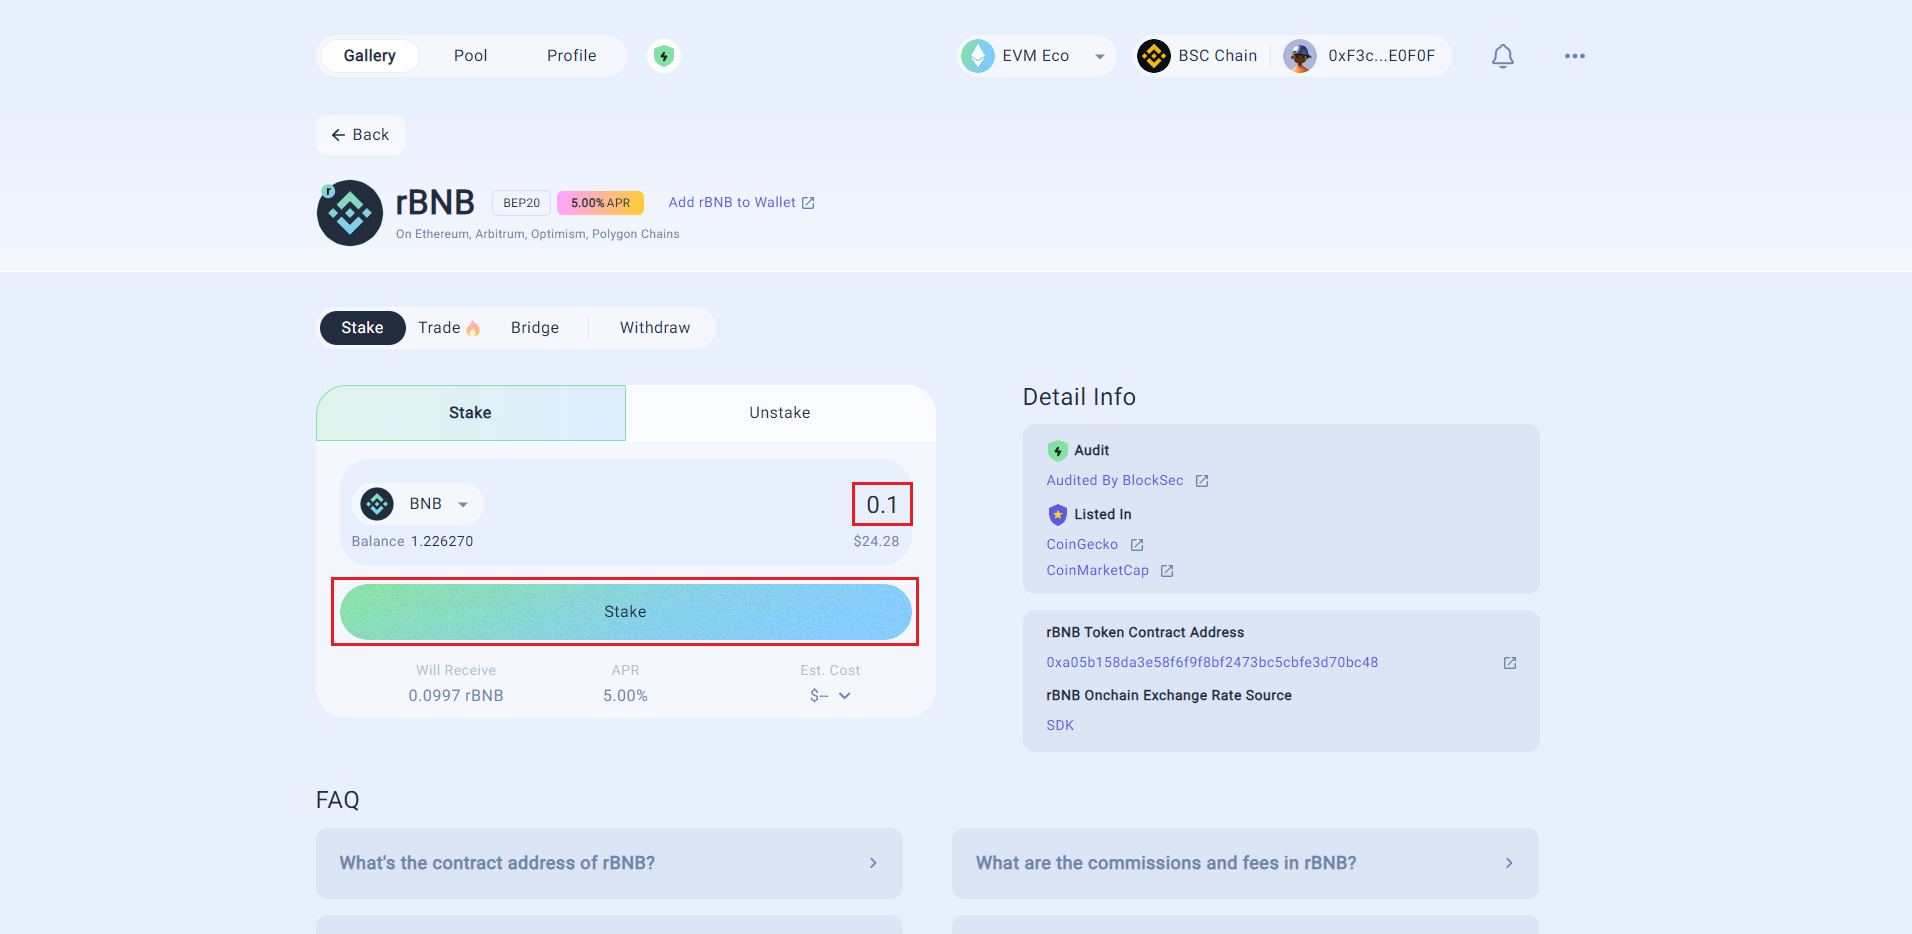 Gallery Pool Profile EVM Eco BSC Chain 0xF3c...E0F0F
Back
r
rBNB BEP20 5.00% APR Add rBNB to Wallet
On Ethereum, Arbitrum, Optimism, Polygon Chains
Stake Trade Bridge Withdraw
Stake Unstake
BNB 0.1
Balance 1.226270 $24.28
Stake
Will Receive APR Est. Cost
0.0997 rBNB 5.00% $--
Detail Info
Audit
Audited By BlockSec
Listed In
CoinGecko
CoinMarketCap
rBNB Token Contract Address
0xa05b158da3e58f6f9f8bf2473bc5cbfe3d70bc48
rBNB Onchain Exchange Rate Source
SDK
FAQ
What's the contract address of rBNB?
What are the commissions and fees in rBNB?